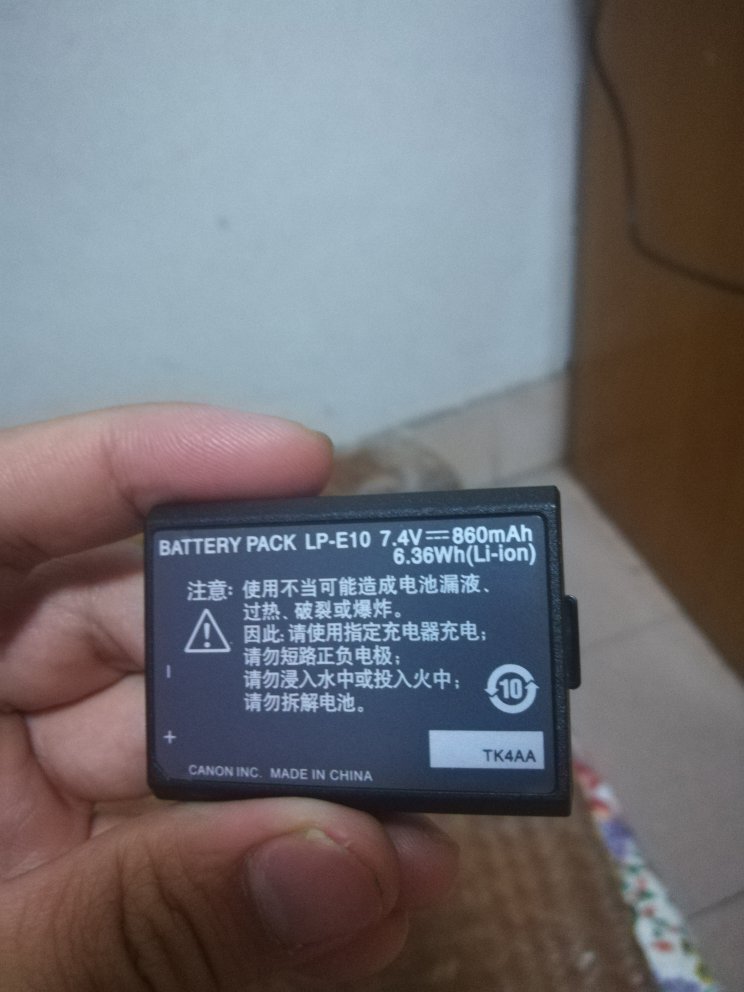 BATTERY PACK LP-E10 7.4V⎓860mAh
6.36Wh(Li-ion)
注意: 使用不当可能造成电池漏液、
过热、破裂或爆炸。
因此: 请使用指定充电器充电;
请勿短路正负电极;
请勿浸入水中或投入火中;
请勿拆解电池。
10
−
+
TK4AA
CANON INC. MADE IN CHINA